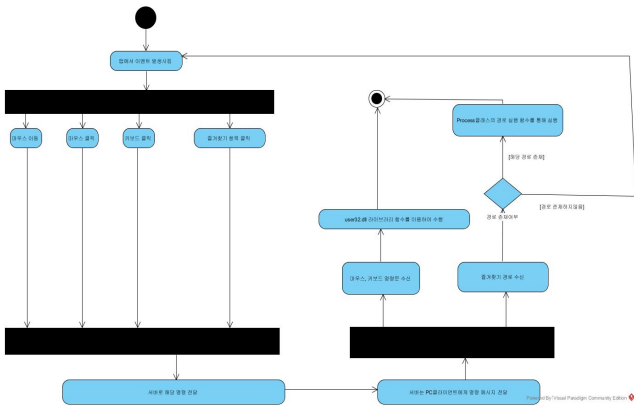 앱에서 이벤트 발생시킴
마우스 이동
마우스 클릭
키보드 클릭
즐겨찾기 항목 클릭
Process클래스의 경로 실행 함수를 통해 실행
[해당 경로 존재]
[경로 존재하지않음]
경로 존재여부
user32.dll 라이브러리 함수를 이용하여 수행
마우스, 키보드 명령문 수신
즐겨찾기 경로 수신
서버로 해당 명령 전달
서버는 PC클라이언트에게 명령 메시지 전달
Powered By Visual Paradigm Community Edition